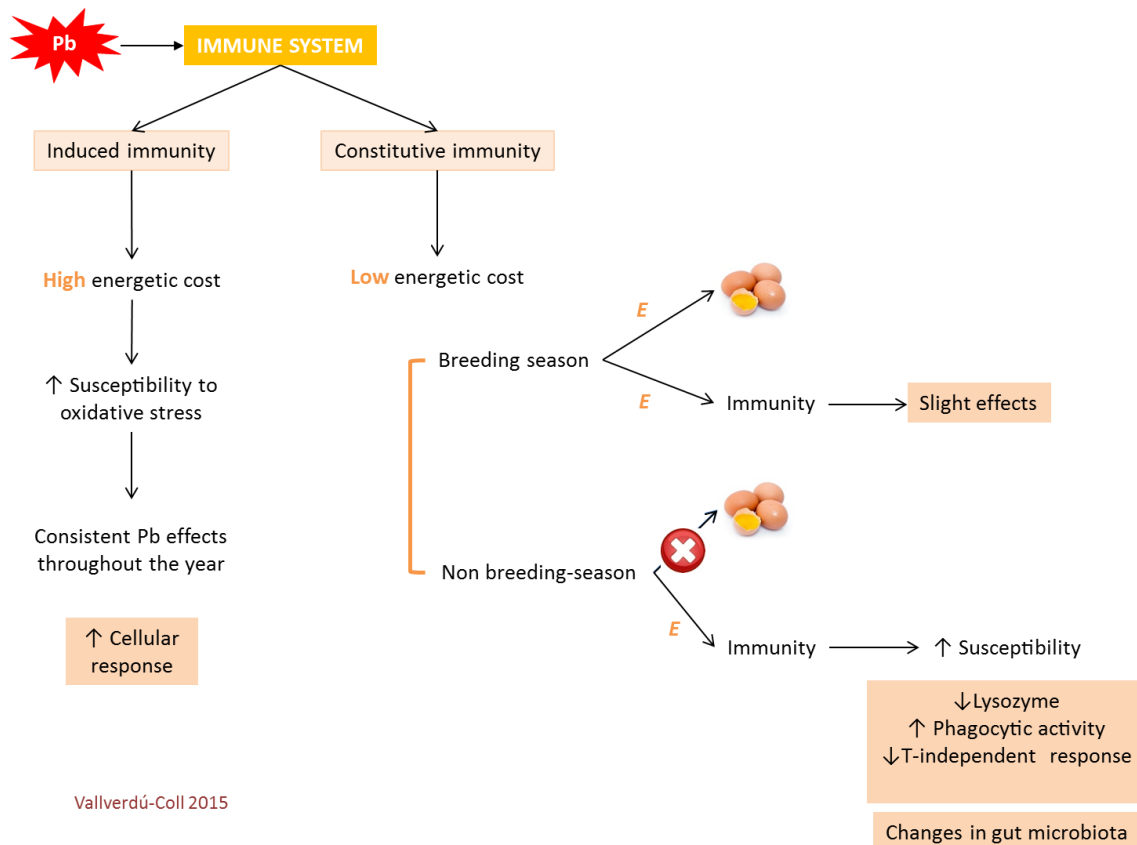 Pb
IMMUNE SYSTEM
Induced immunity
Constitutive immunity
High energetic cost
Low energetic cost
E
Breeding season
↑ Susceptibility to
oxidative stress
E
Immunity
Slight effects
Consistent Pb effects
throughout the year
Non breeding-season
E
↑ Cellular
response
Immunity
↑ Susceptibility
↓Lysozyme
↑ Phagocytic activity
↓T-independent response
Vallverdú-Coll 2015
Changes in gut microbiota